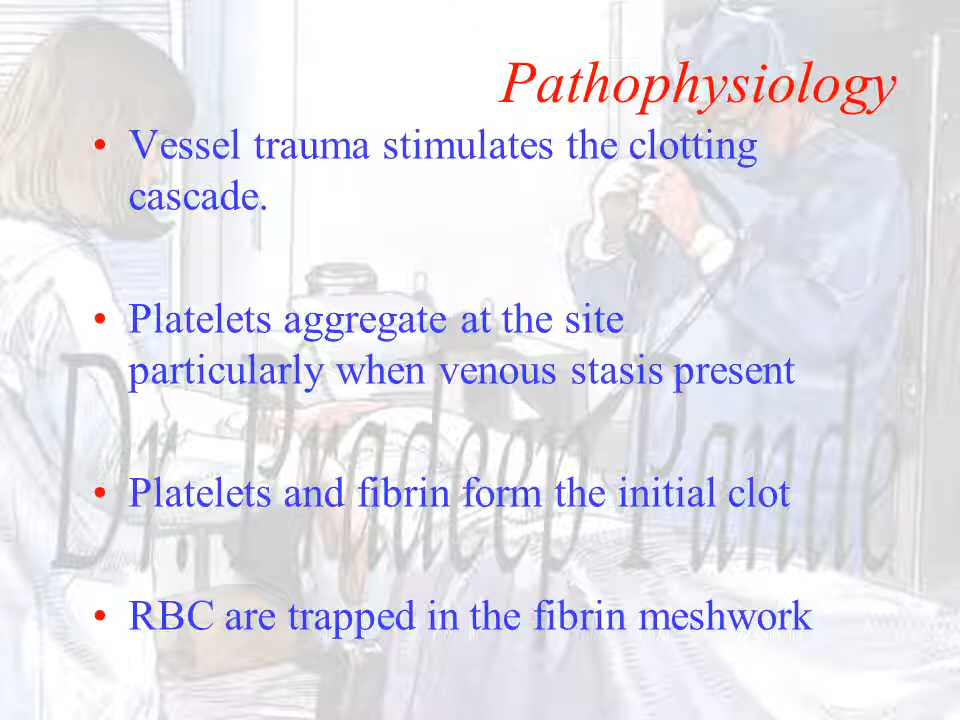 Pathophysiology
• Vessel trauma stimulates the clotting
cascade.
• Platelets aggregate at the site
particularly when venous stasis present
• Platelets and fibrin form the initial clot
• RBC are trapped in the fibrin meshwork
Dr. Pradeep Pande